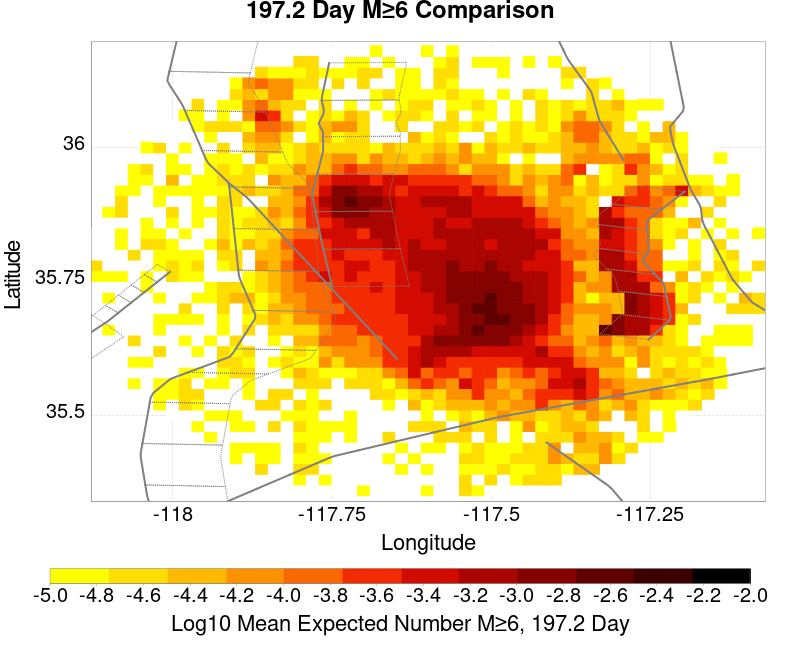 197.2 Day M≥6 Comparison
36
35.75
35.5
Latitude
-118 -117.75 -117.5 -117.25
Longitude
-5.0 -4.8 -4.6 -4.4 -4.2 -4.0 -3.8 -3.6 -3.4 -3.2 -3.0 -2.8 -2.6 -2.4 -2.2 -2.0
Log10 Mean Expected Number M≥6, 197.2 Day